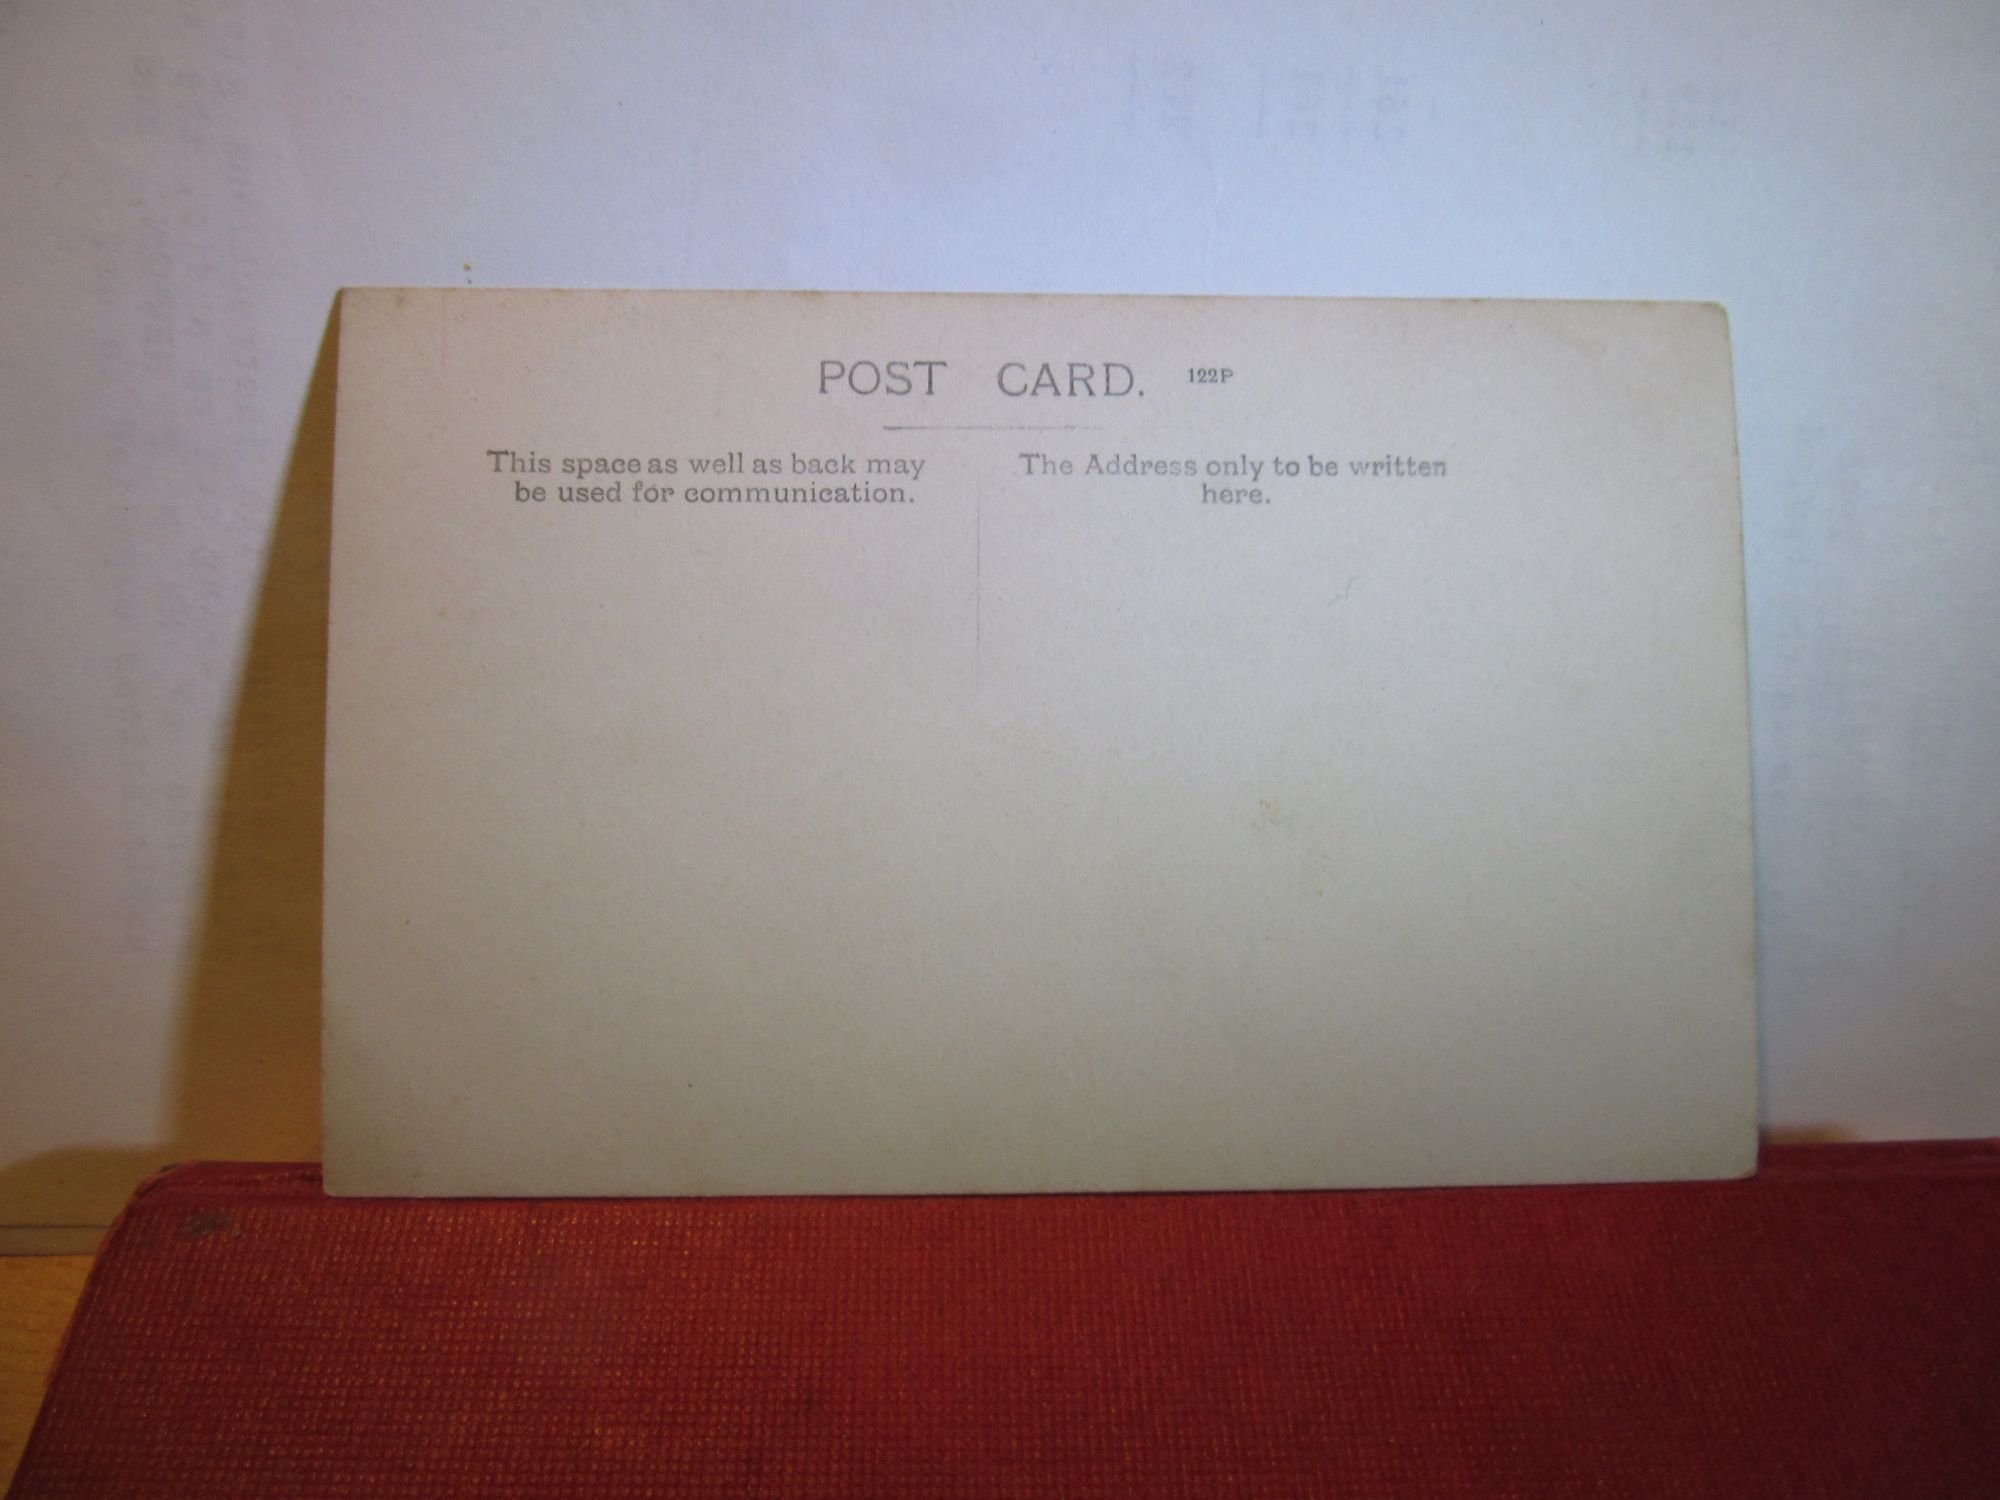 POST CARD. 122P
This space as well as back may
be used for communication.
The Address only to be written
here.